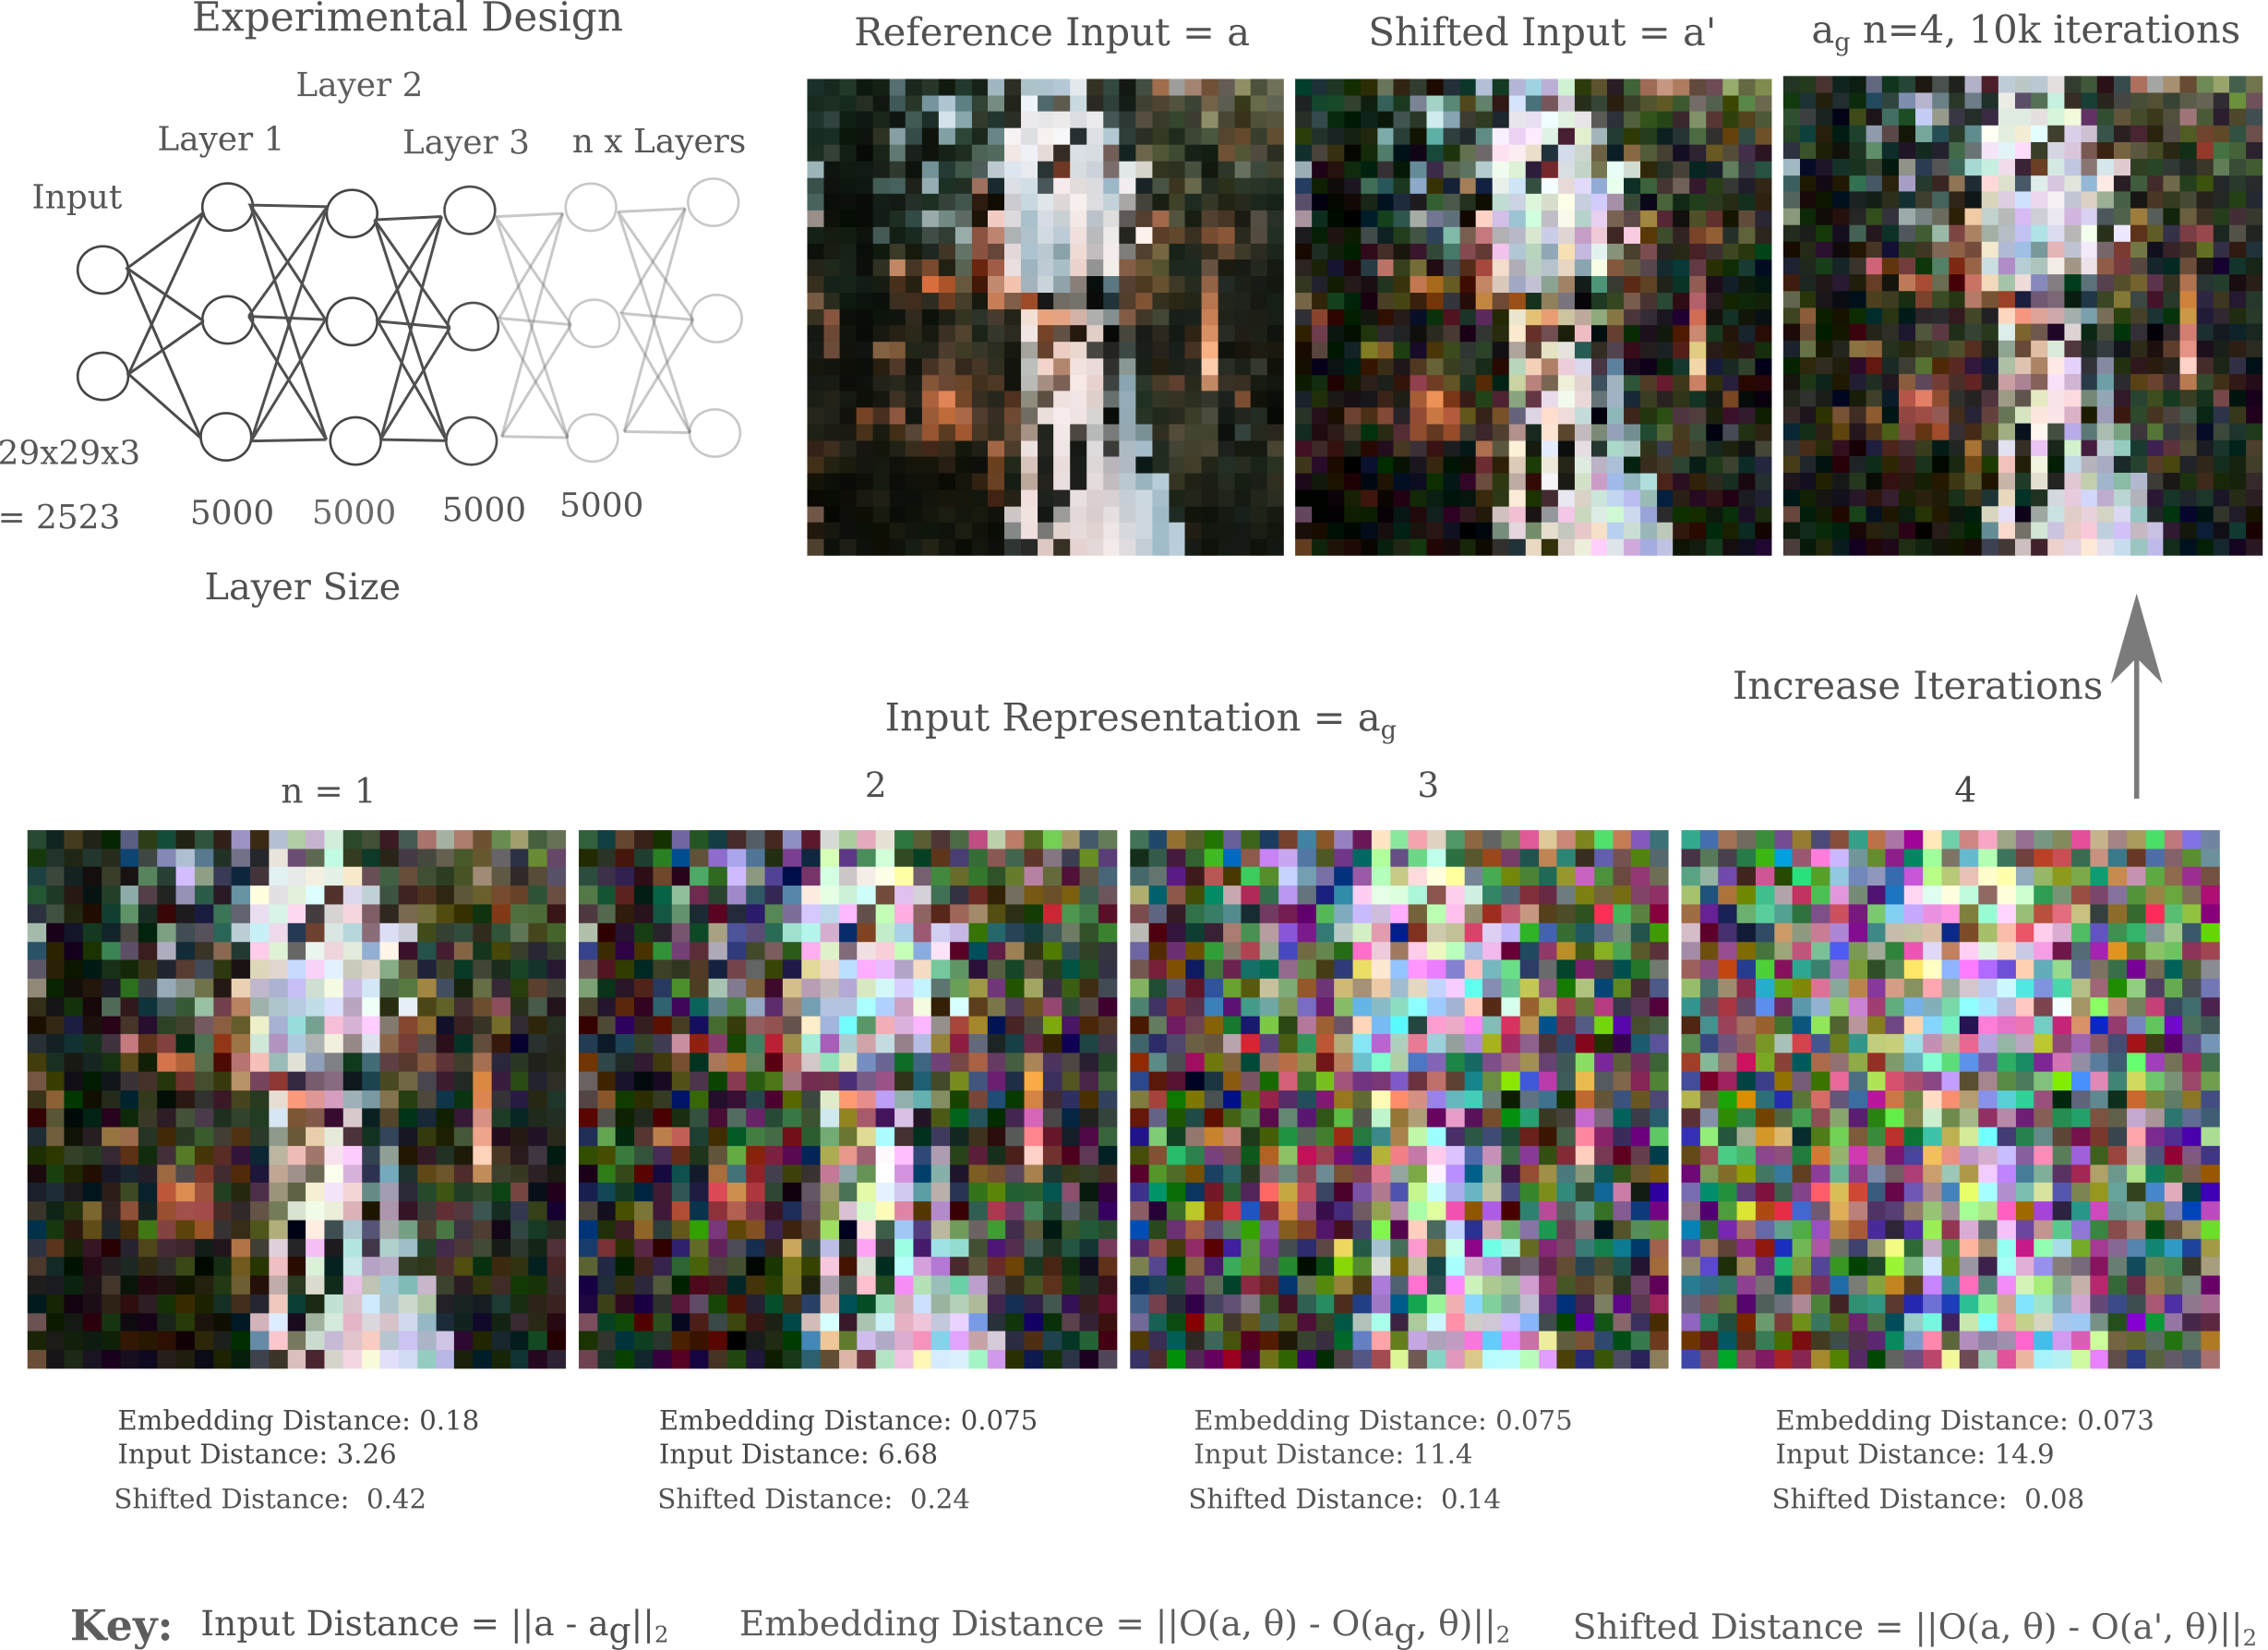 Experimental Design
Layer 2
Layer 1
Layer 3
n x Layers
Input
29x29x3
= 2523
5000
5000
5000
5000
Layer Size
Reference Input = a
Shifted Input = a'
ag n=4, 10k iterations
Increase Iterations
Input Representation = ag
n = 1
2
3
4
Embedding Distance: 0.18
Input Distance: 3.26
Shifted Distance: 0.42
Embedding Distance: 0.075
Input Distance: 6.68
Shifted Distance: 0.24
Embedding Distance: 0.075
Input Distance: 11.4
Shifted Distance: 0.14
Embedding Distance: 0.073
Input Distance: 14.9
Shifted Distance: 0.08
Key: Input Distance = ||a - ag||2 Embedding Distance = ||O(a, θ) - O(ag, θ)||2 Shifted Distance = ||O(a, θ) - O(a', θ)||2